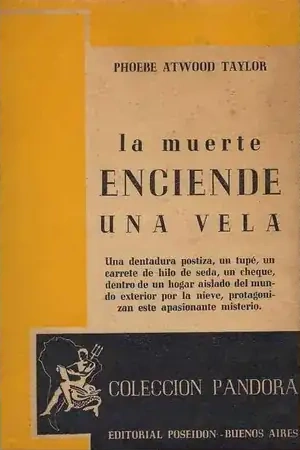 PHOEBE ATWOOD TAYLOR
la muerte
ENCIENDE
UNA VELA
Una dentadura postiza, un tupé, un
carrete de hilo de seda, un cheque,
dentro de un hogar aislado del mun-
do exterior por la nieve, protagoni-
zan este apasionante misterio.
COLECCION PANDORA
EDITORIAL POSEIDON - BUENOS AIRES